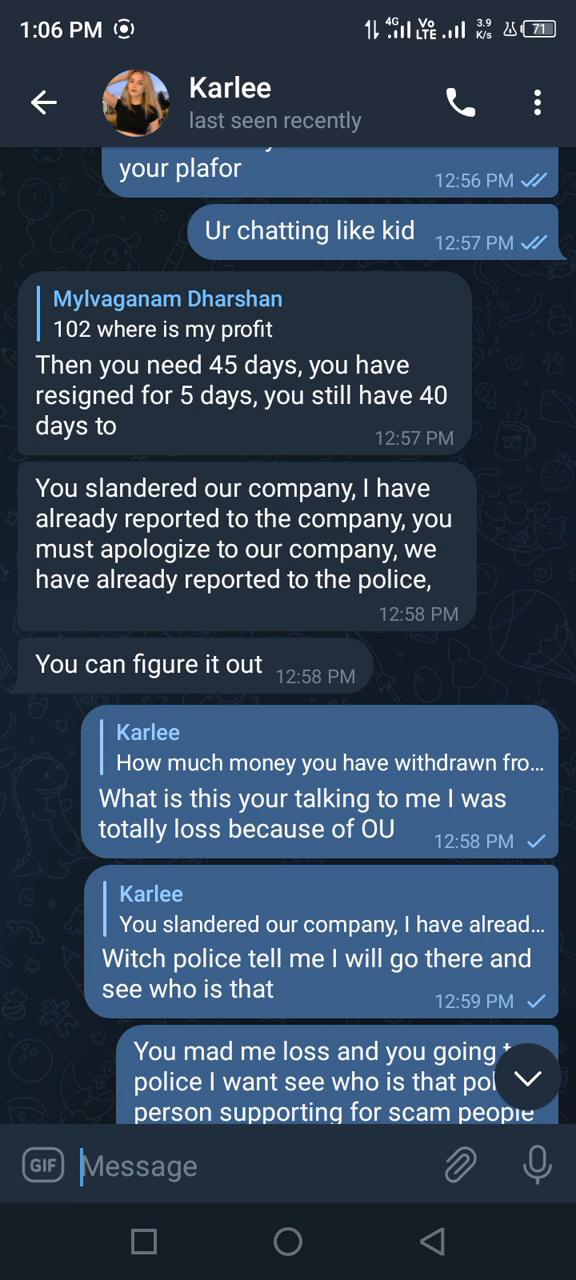 1:06 PM
4G
Vo
LTE
3.9
K/s
71
Karlee
last seen recently
your plafor
12:56 PM
Ur chatting like kid
12:57 PM
Mylvaganam Dharshan
102 where is my profit
Then you need 45 days, you have
resigned for 5 days, you still have 40
days to
12:57 PM
You slandered our company, I have
already reported to the company, you
must apologize to our company, we
have already reported to the police,
12:58 PM
You can figure it out
12:58 PM
Karlee
How much money you have withdrawn fro...
What is this your talking to me I was
totally loss because of OU
12:58 PM
Karlee
You slandered our company, I have alread...
Witch police tell me I will go there and
see who is that
12:59 PM
You mad me loss and you going
police I want see who is that
person supporting for scam people
GIF
Message